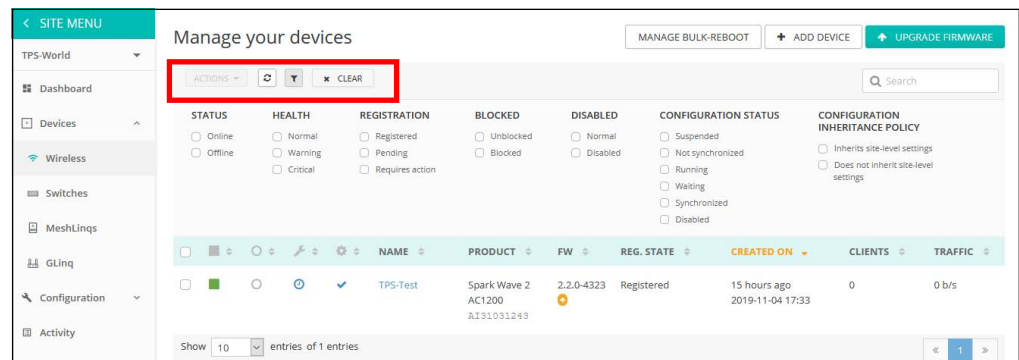 SITE MENU
TPS-World
Dashboard
Devices
Wireless
Switches
MeshLinqs
GLinq
Configuration
Activity
Manage your devices
MANAGE BULK-REBOOT
+ ADD DEVICE
UPGRADE FIRMWARE
ACTIONS
x CLEAR
Search
STATUS
Online
Offline
HEALTH
Normal
Warning
Critical
REGISTRATION
Registered
Pending
Requires action
BLOCKED
Unblocked
Blocked
DISABLED
Normal
Disabled
CONFIGURATION STATUS
Suspended
Not synchronized
Running
Waiting
Synchronized
Disabled
CONFIGURATION
INHERITANCE POLICY
Inherits site-level settings
Does not inherit site-level
settings
NAME PRODUCT FW REG. STATE CREATED ON CLIENTS TRAFFIC
TPS-Test Spark Wave 2 2.2.0-4323 Registered 15 hours ago 0 0 b/s
AC1200 2019-11-04 17:33
AI31031243
Show 10 entries of 1 entries
« 1 »